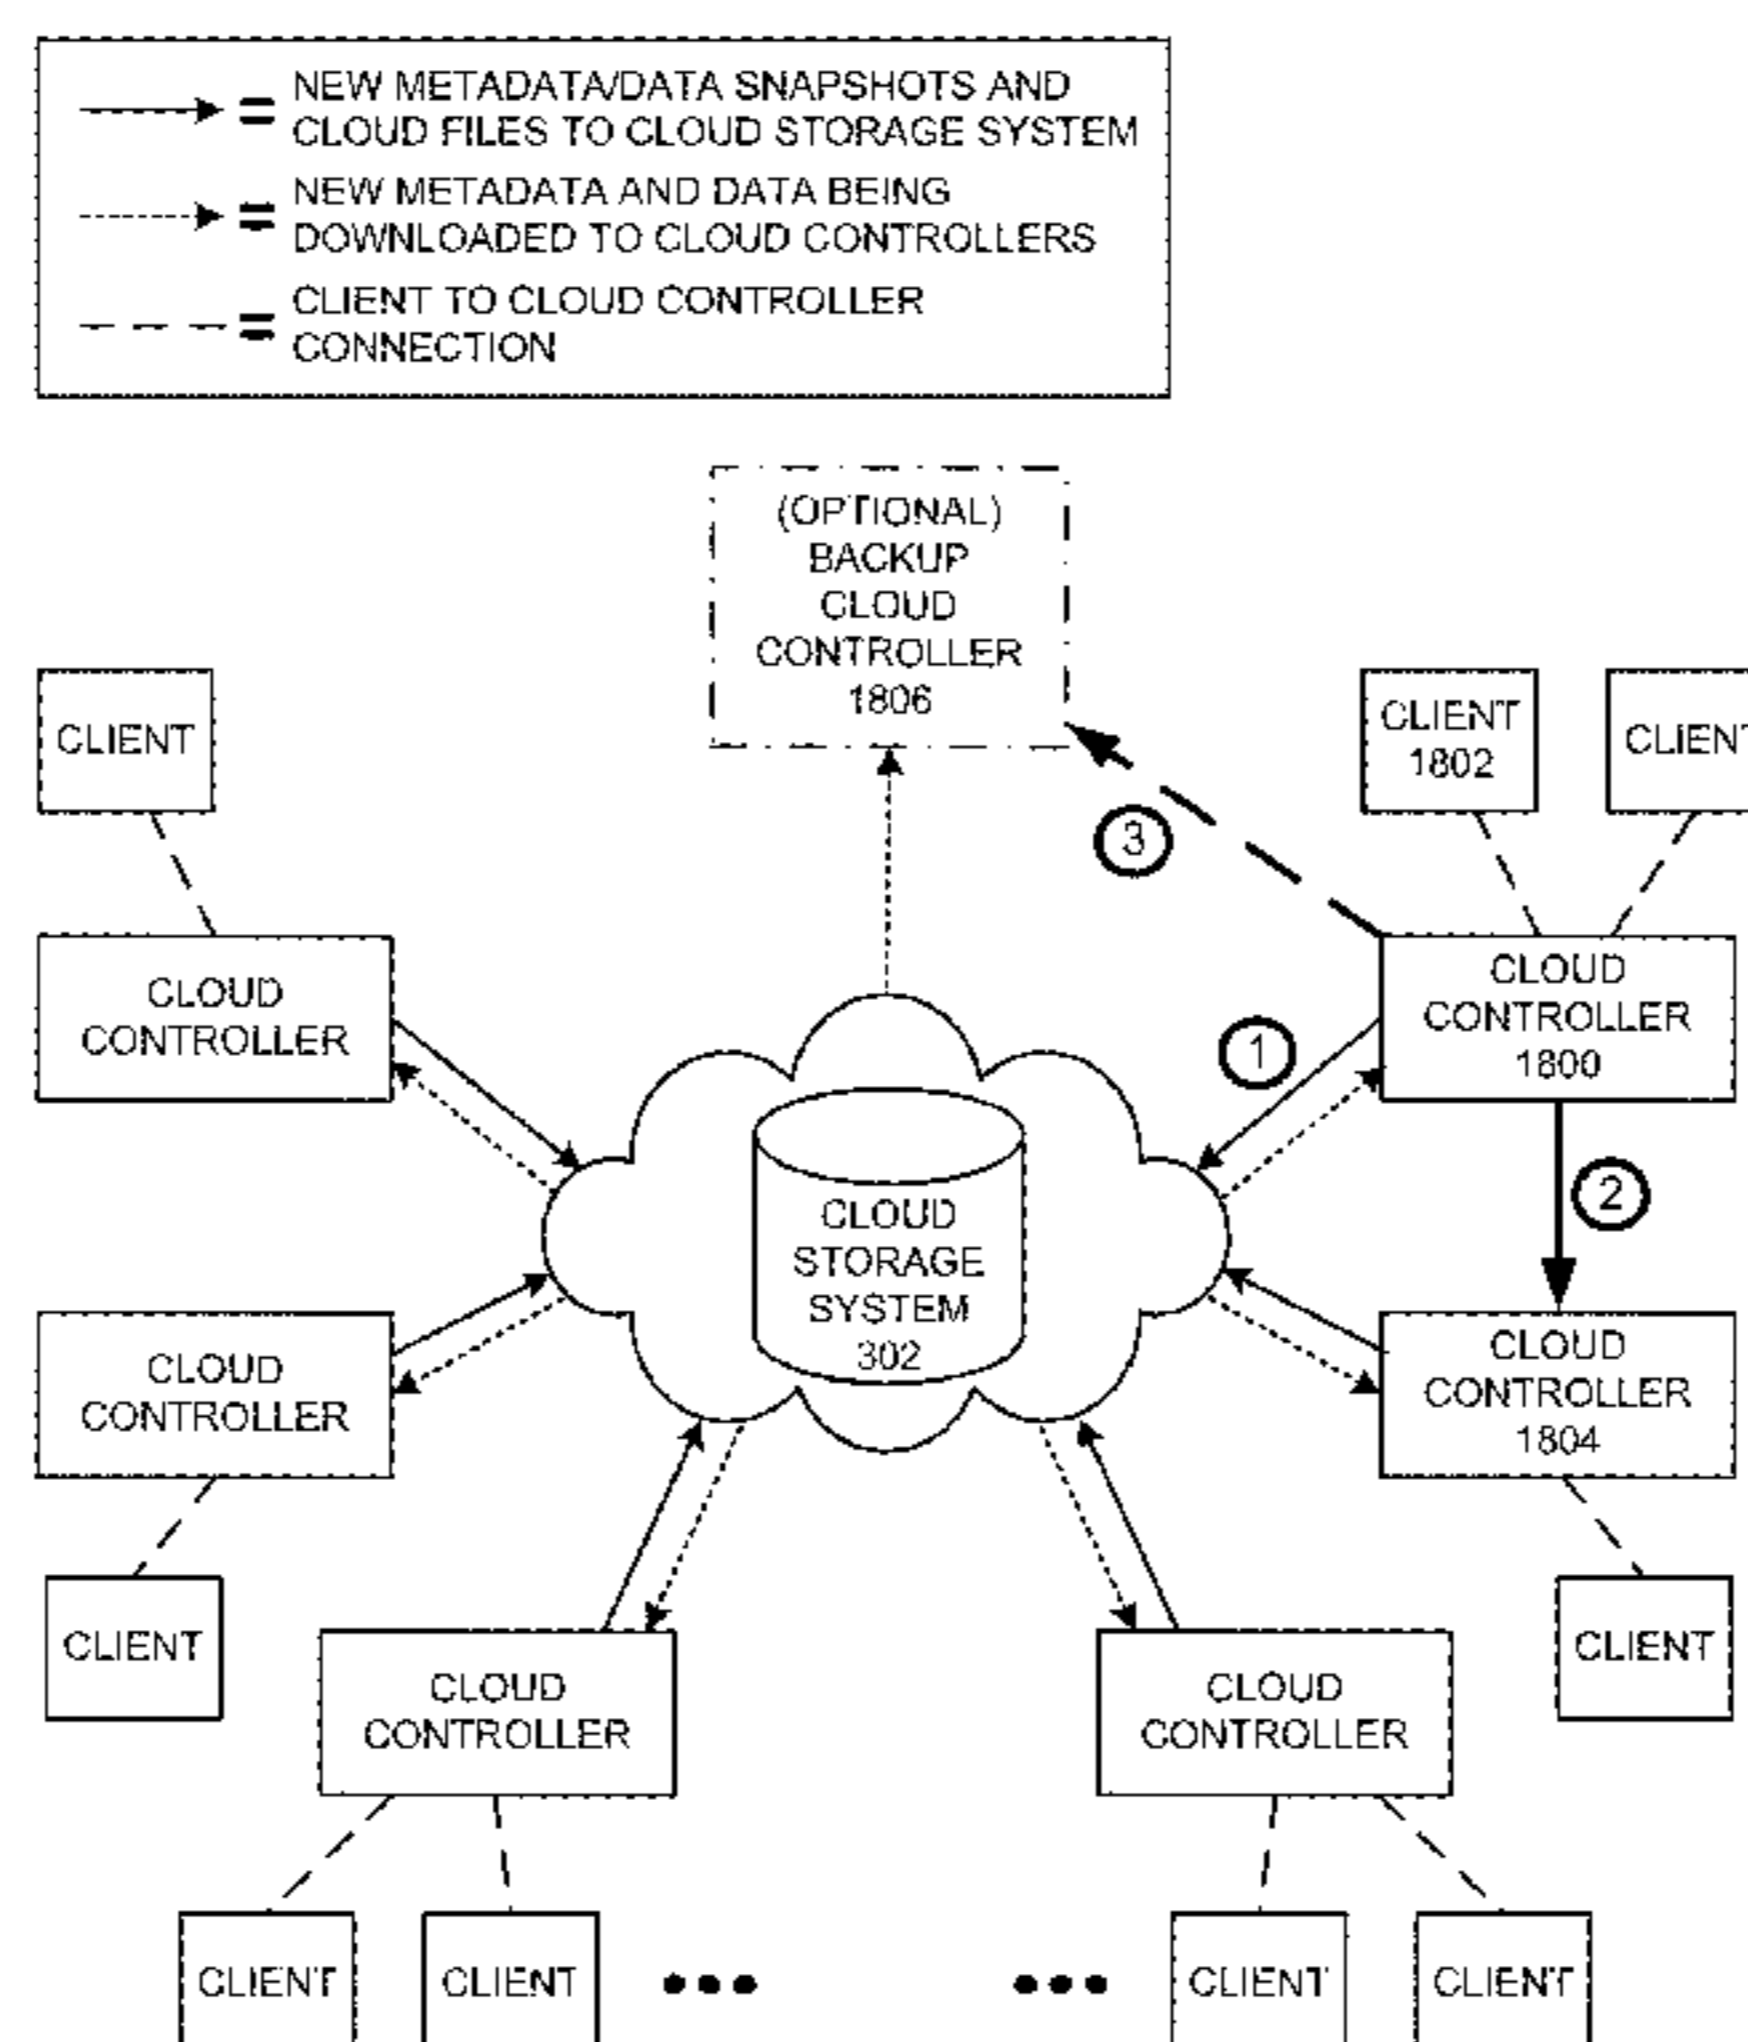 NEW METADATA/DATA SNAPSHOTS AND
CLOUD FILES TO CLOUD STORAGE SYSTEM
NEW METADATA AND DATA BEING
DOWNLOADED TO CLOUD CONTROLLERS
CLIENT TO CLOUD CONTROLLER
CONNECTION
(OPTIONAL)
BACKUP
CLOUD
CONTROLLER
1806
CLIENT
CLIENT
1802
CLIENT
3
CLOUD
CONTROLLER
CLOUD
CONTROLLER
1800
1
2
CLOUD
STORAGE
SYSTEM
302
CLOUD
CONTROLLER
CLOUD
CONTROLLER
1804
CLIENT
CLIENT
CLOUD
CONTROLLER
CLOUD
CONTROLLER
CLIENT
CLIENT
CLIENT
CLIENT